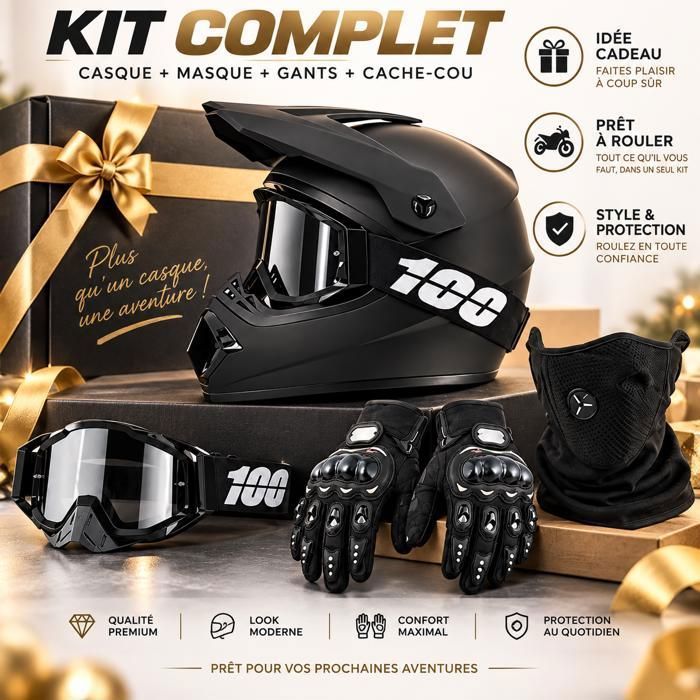 KIT COMPLET
CASQUE + MASQUE + GANTS + CACHE-COU
IDÉE
CADEAU
FAITES PLAISIR
À COUP SÛR
PRÊT
À ROULER
TOUT CE QU'IL VOUS
FAUT, DANS UN SEUL KIT
STYLE &
PROTECTION
ROULEZ EN TOUTE
CONFIANCE
Plus
qu'un casque,
une aventure !
100
100
QUALITÉ
PREMIUM
LOOK
MODERNE
CONFORT
MAXIMAL
PROTECTION
AU QUOTIDIEN
PRÊT POUR VOS PROCHAINES AVENTURES